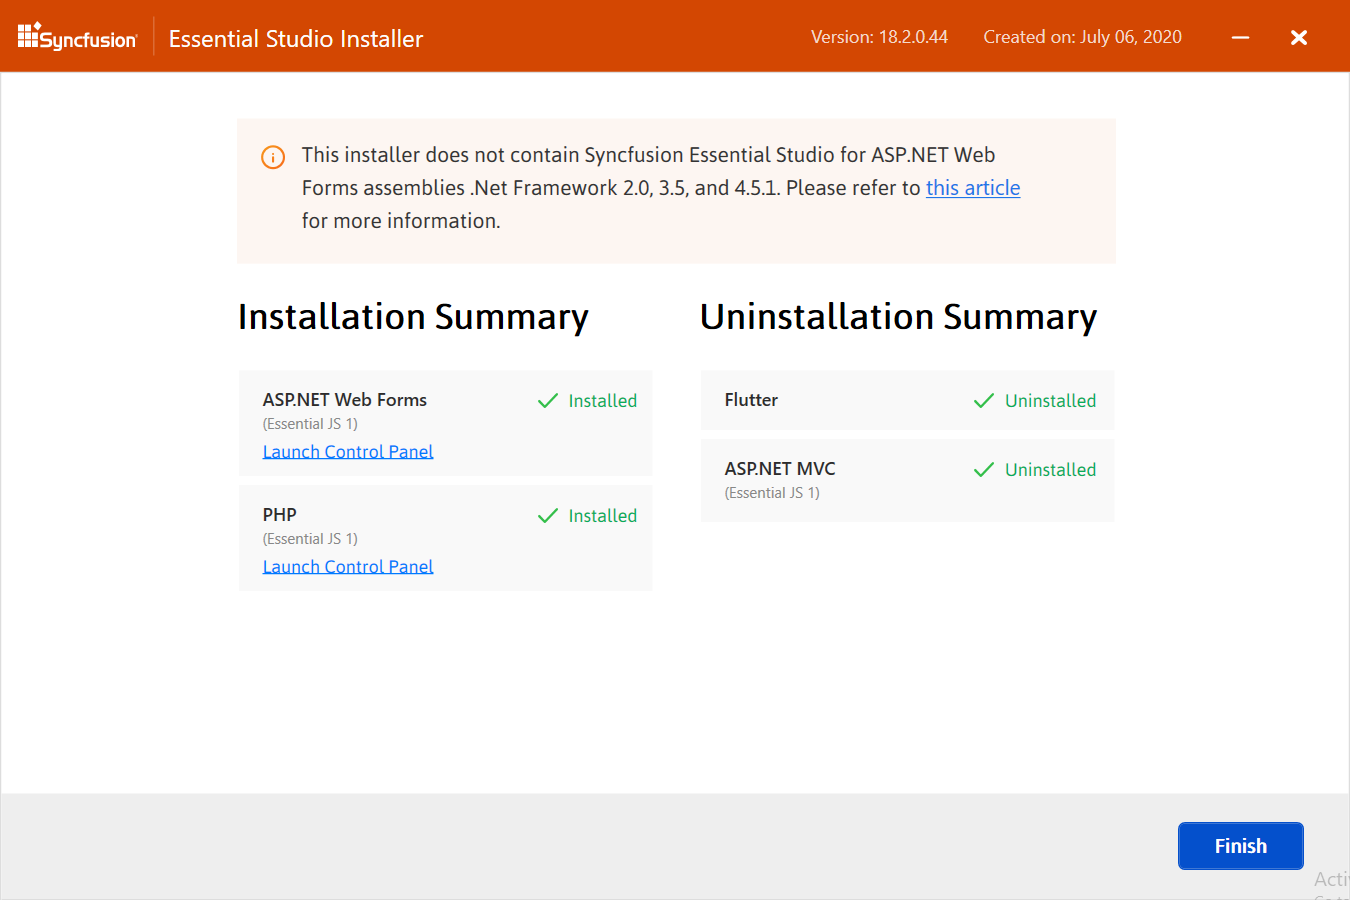 Syncfusion
Essential Studio Installer
Version: 18.2.0.44
Created on: July 06, 2020
This installer does not contain Syncfusion Essential Studio for ASP.NET Web
Forms assemblies .Net Framework 2.0, 3.5, and 4.5.1. Please refer to this article
for more information.
Installation Summary
ASP.NET Web Forms
Installed
(Essential JS 1)
Launch Control Panel
PHP
Installed
(Essential JS 1)
Launch Control Panel
Uninstallation Summary
Flutter
Uninstalled
ASP.NET MVC
Uninstalled
(Essential JS 1)
Finish
Acti